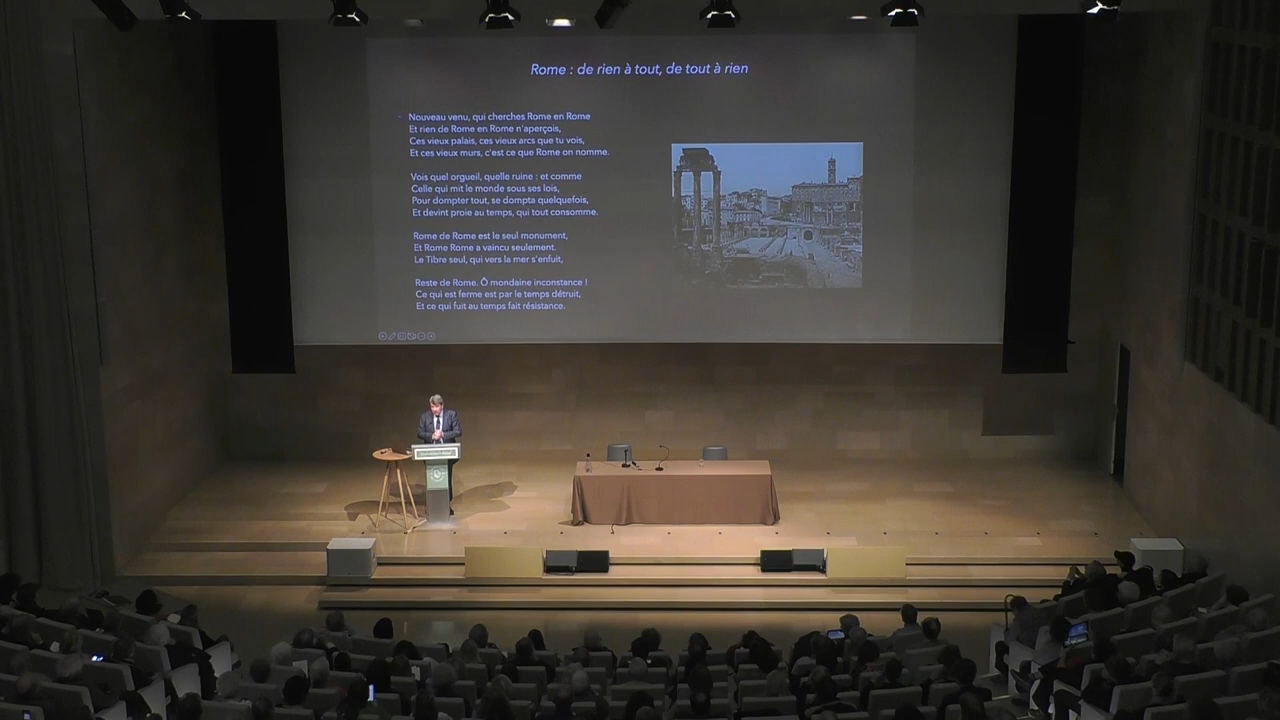 Rome : de rien à tout, de tout à rien
Nouveau venu, qui cherches Rome en Rome
Et rien de Rome en Rome n'aperçois,
Ces vieux palais, ces vieux arcs que tu vois,
Et ces vieux murs, c'est ce que Rome on nomme.
Vois quel orgueil, quelle ruine : et comme
Celle qui mit le monde sous ses lois,
Pour dompter tout, se dompta quelquefois,
Et devint proie au temps, qui tout consomme.
Rome de Rome est le seul monument,
Et Rome Rome a vaincu seulement.
Le Tibre seul, qui vers la mer s'enfuit,
Reste de Rome. Ô mondaine inconstance !
Ce qui est ferme est par le temps détruit,
Et ce qui fuit au temps fait résistance.